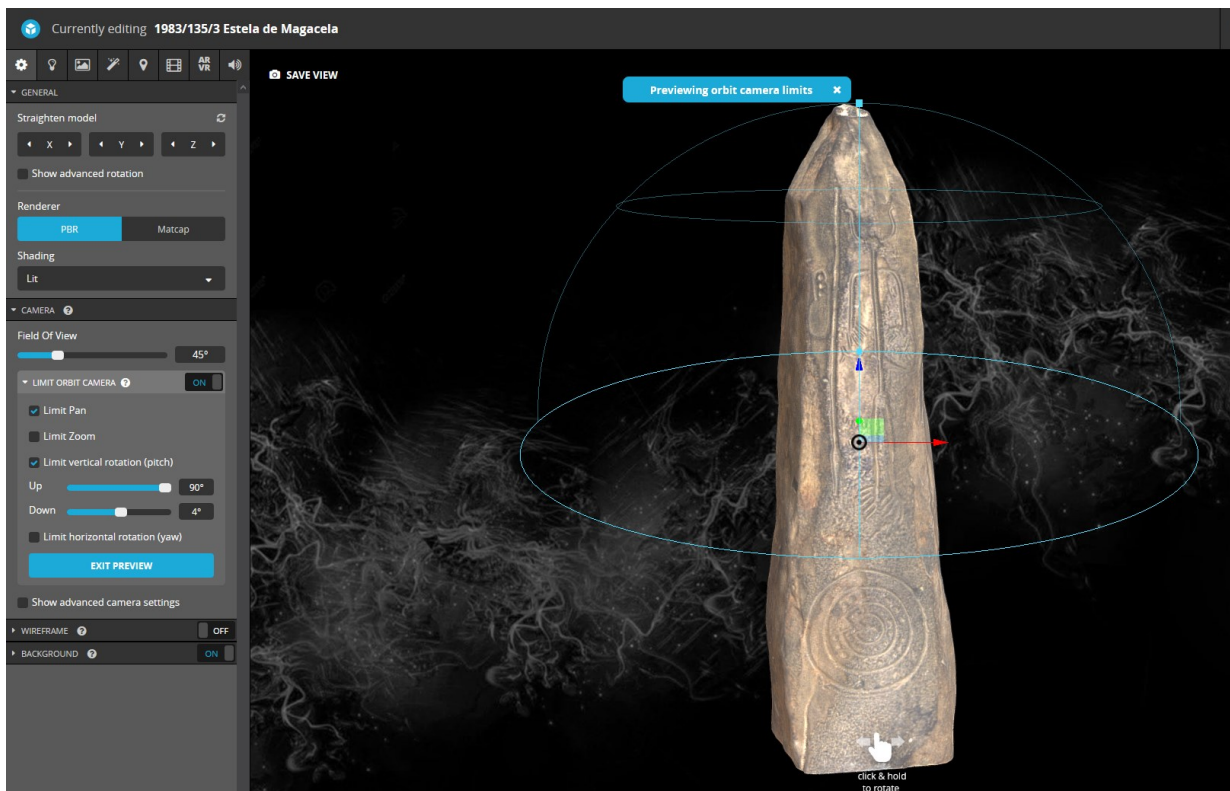 Currently editing 1983/135/3 Estela de Magacela
AR
VR
SAVE VIEW
Previewing orbit camera limits
GENERAL
Straighten model
X Y Z
Show advanced rotation
Renderer
PBR Matcap
Shading
Lit
CAMERA ?
Field Of View
45°
LIMIT ORBIT CAMERA ? ON
Limit Pan
Limit Zoom
Limit vertical rotation (pitch)
Up 90°
Down 4°
Limit horizontal rotation (yaw)
EXIT PREVIEW
Show advanced camera settings
WIREFRAME ? OFF
BACKGROUND ? ON
click & hold
to rotate